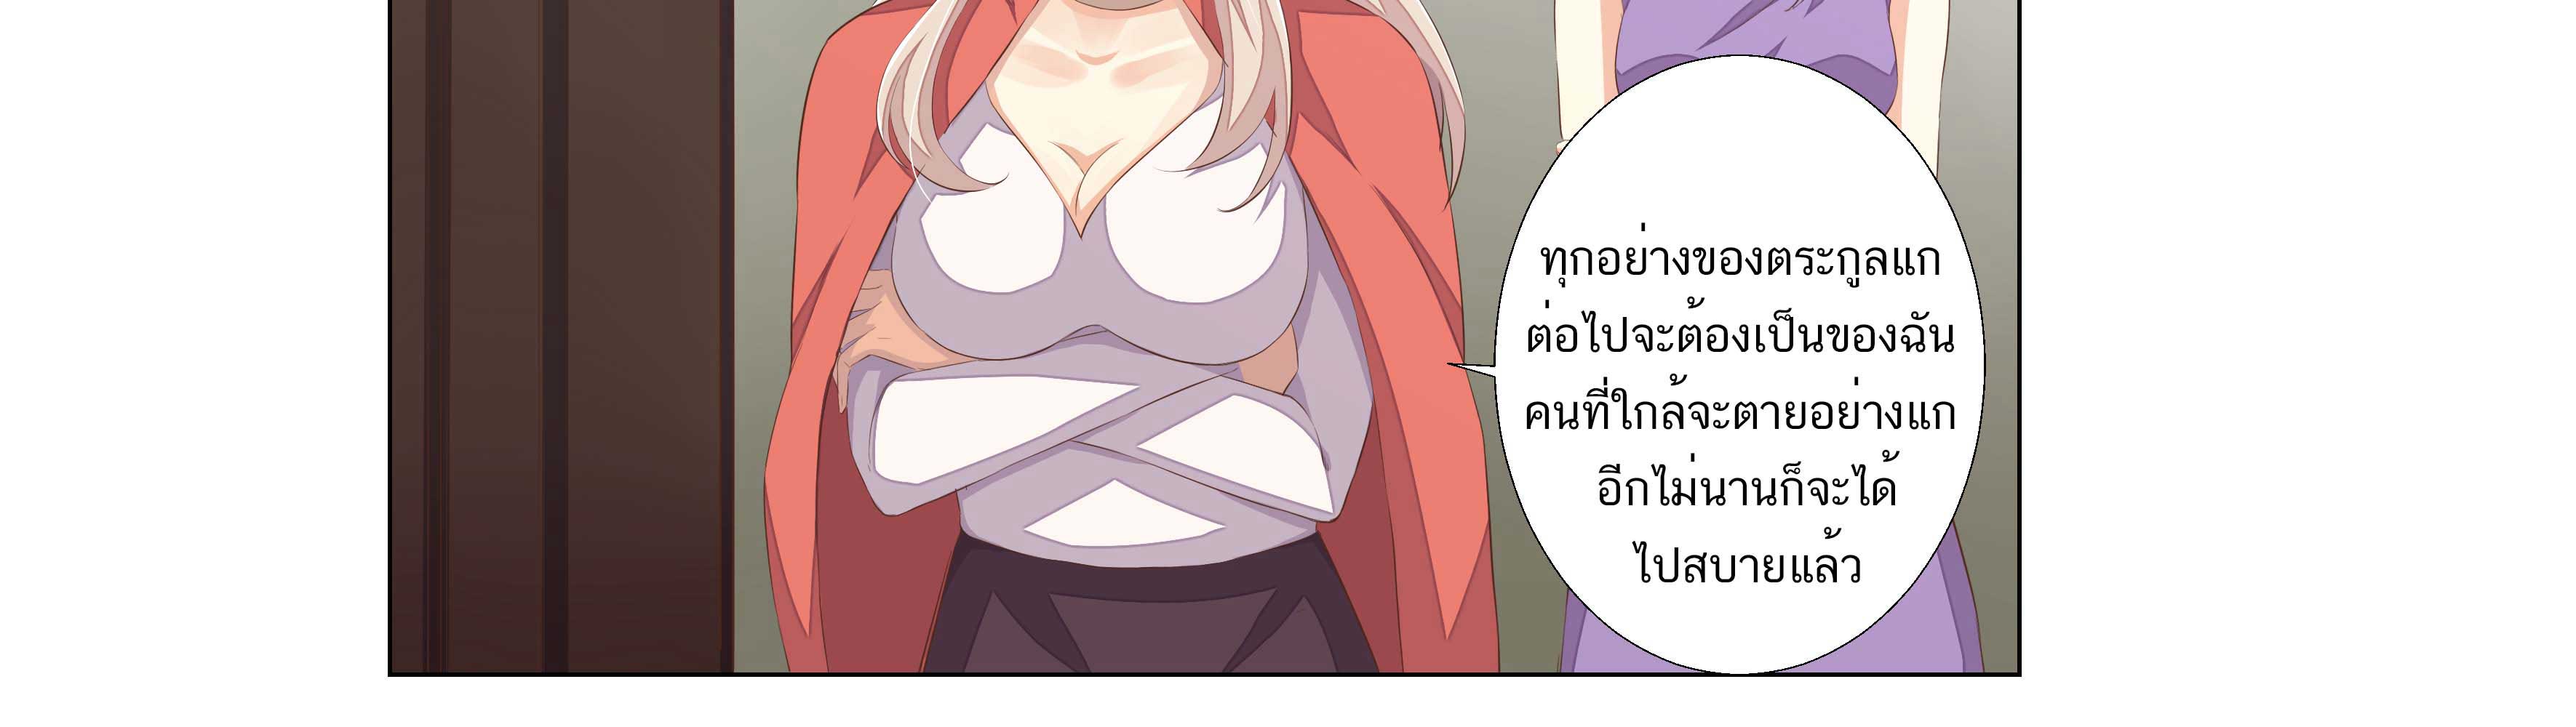 ทุกอย่างของตระกูลแก
ต่อไปจะต้องเป็นของฉัน
คนที่ใกล้จะตายอย่างแก
อีกไม่นานก็จะได้
ไปสบายแล้ว